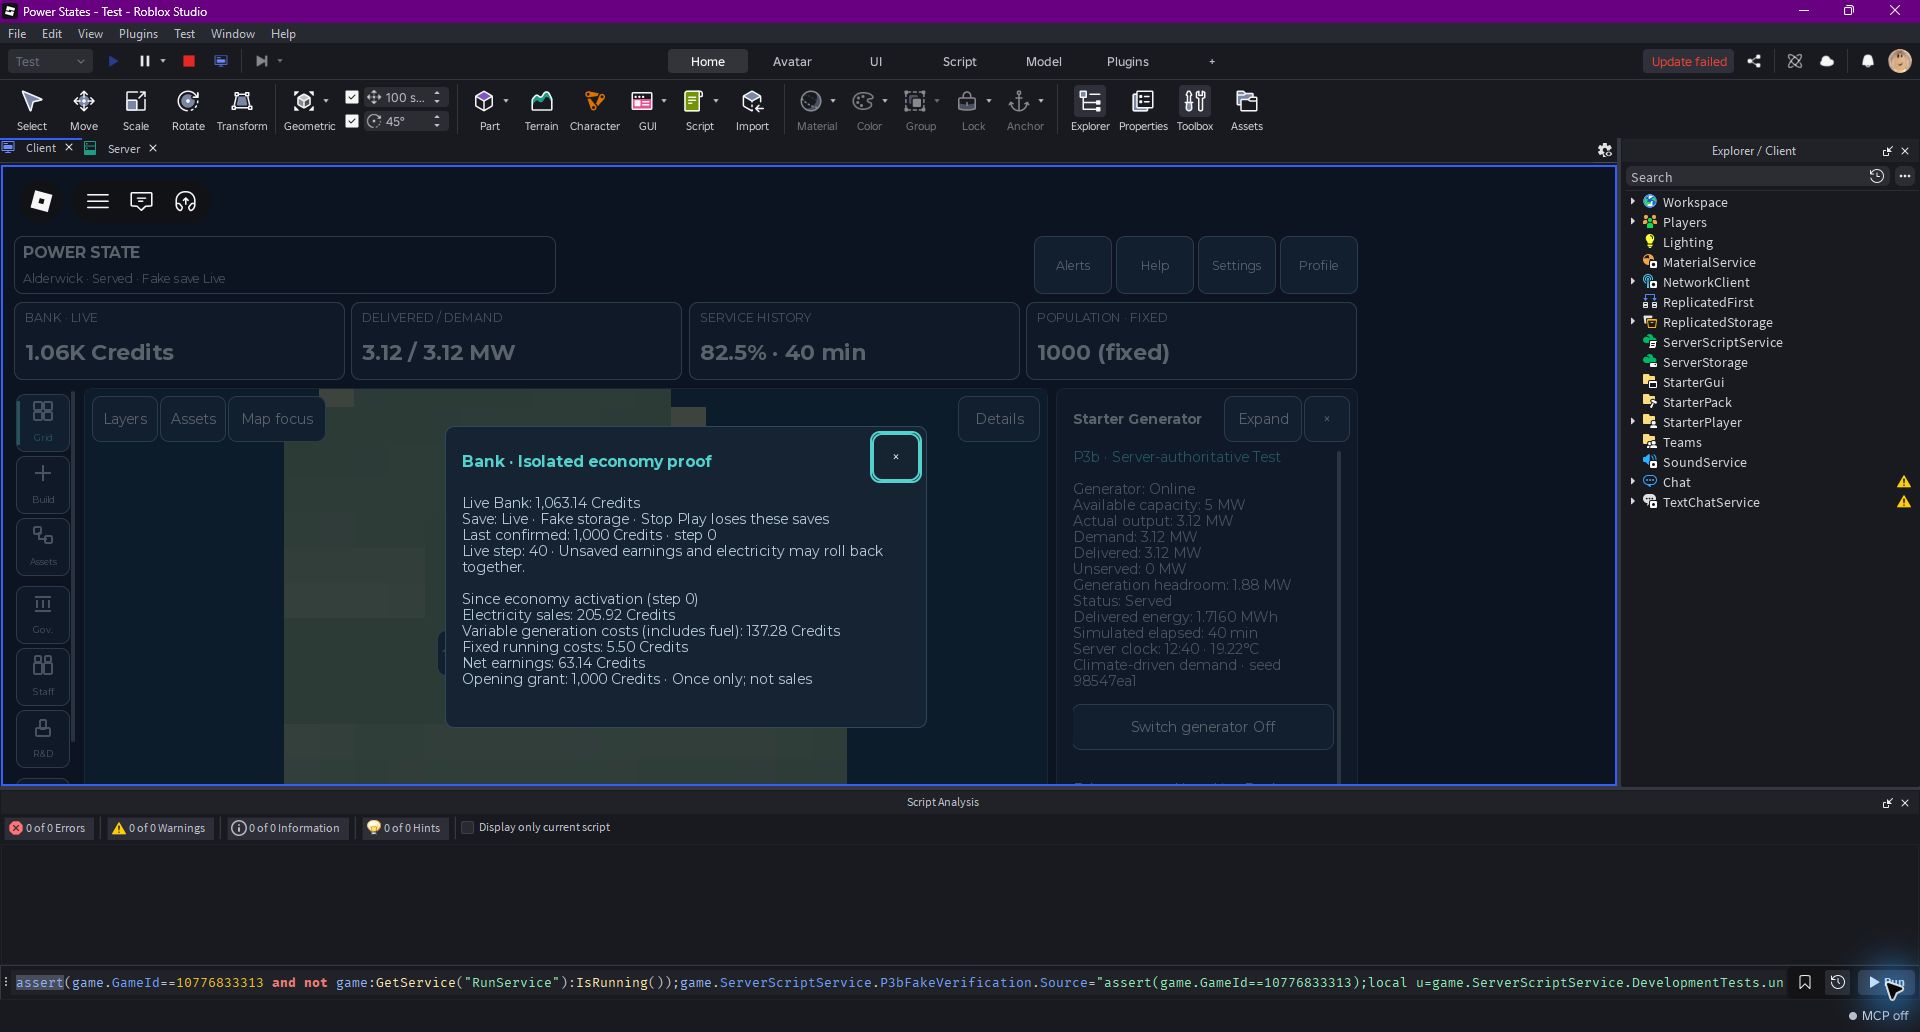 Power States - Test - Roblox Studio
File Edit View Plugins Test Window Help
Test
Home Avatar UI Script Model Plugins +
Update failed
100 s...
45°
Select Move Scale Rotate Transform Geometric Part Terrain Character GUI Script Import Material Color Group Lock Anchor Explorer Properties Toolbox Assets
Client × Server ×
Explorer / Client
Search
Workspace
Players
Lighting
MaterialService
NetworkClient
ReplicatedFirst
ReplicatedStorage
ServerScriptService
ServerStorage
StarterGui
StarterPack
StarterPlayer
Teams
SoundService
Chat
TextChatService
POWER STATE
Alderwick · Served · Fake save Live
Alerts Help Settings Profile
BANK · LIVE
1.06K Credits
DELIVERED / DEMAND
3.12 / 3.12 MW
SERVICE HISTORY
82.5% · 40 min
POPULATION · FIXED
1000 (fixed)
Grid
Build
Assets
Gov.
Staff
R&D
Layers Assets Map focus
Details
Bank · Isolated economy proof
×
Live Bank: 1,063.14 Credits
Save: Live · Fake storage · Stop Play loses these saves
Last confirmed: 1,000 Credits · step 0
Live step: 40 · Unsaved earnings and electricity may roll back
together.
Since economy activation (step 0)
Electricity sales: 205.92 Credits
Variable generation costs (includes fuel): 137.28 Credits
Fixed running costs: 5.50 Credits
Net earnings: 63.14 Credits
Opening grant: 1,000 Credits · Once only; not sales
Starter Generator Expand ×
P3b · Server-authoritative Test
Generator: Online
Available capacity: 5 MW
Actual output: 3.12 MW
Demand: 3.12 MW
Delivered: 3.12 MW
Unserved: 0 MW
Generation headroom: 1.88 MW
Status: Served
Delivered energy: 1.7160 MWh
Simulated elapsed: 40 min
Server clock: 12:40 · 19.22°C
Climate-driven demand · seed
98547ea1
Switch generator Off
Script Analysis
0 of 0 Errors 0 of 0 Warnings 0 of 0 Information 0 of 0 Hints Display only current script
assert(game.GameId==10776833313 and not game:GetService("RunService"):IsRunning());game.ServerScriptService.P3bFakeVerification.Source="assert(game.GameId==10776833313);local u=game.ServerScriptService.DevelopmentTests.un
MCP off